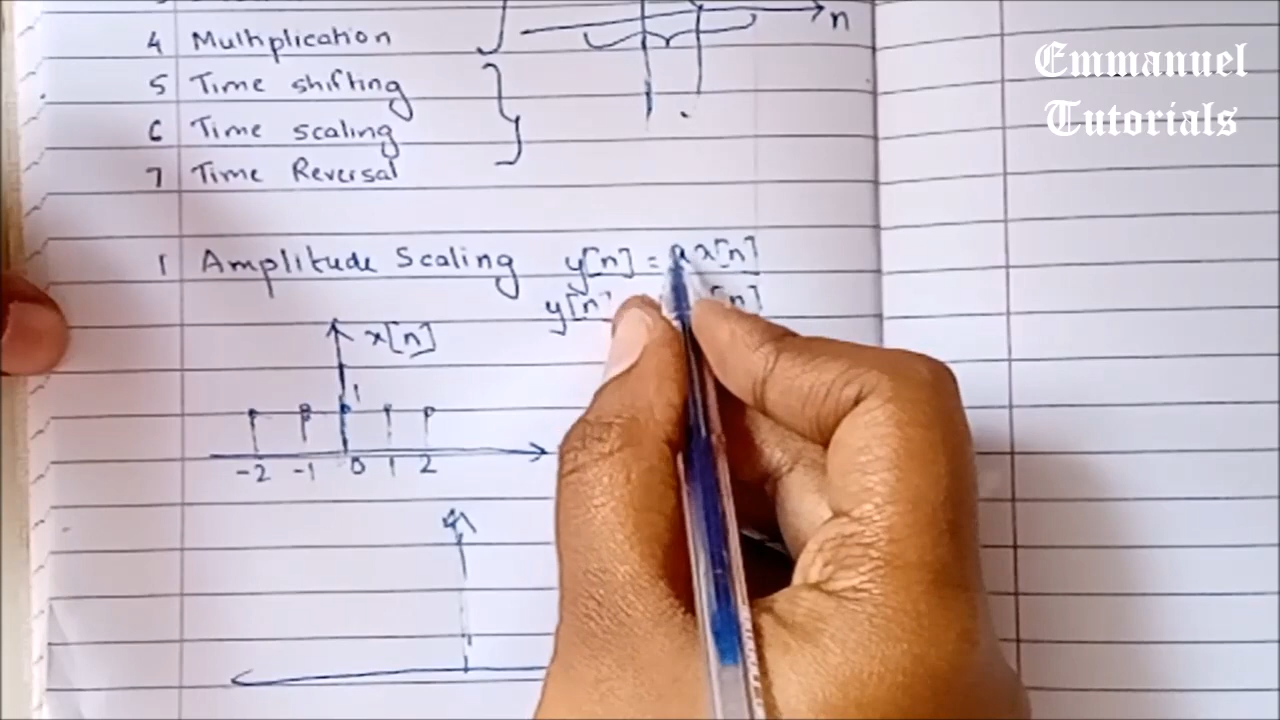 4 Multiplication
n
5 Time shifting
6 Time scaling
7 Time Reversal
Emmanuel
Tutorials
1 Amplitude Scaling y[n] = a x[n]
y[n] [n]
x[n]
1
-2 -1 0 1 2